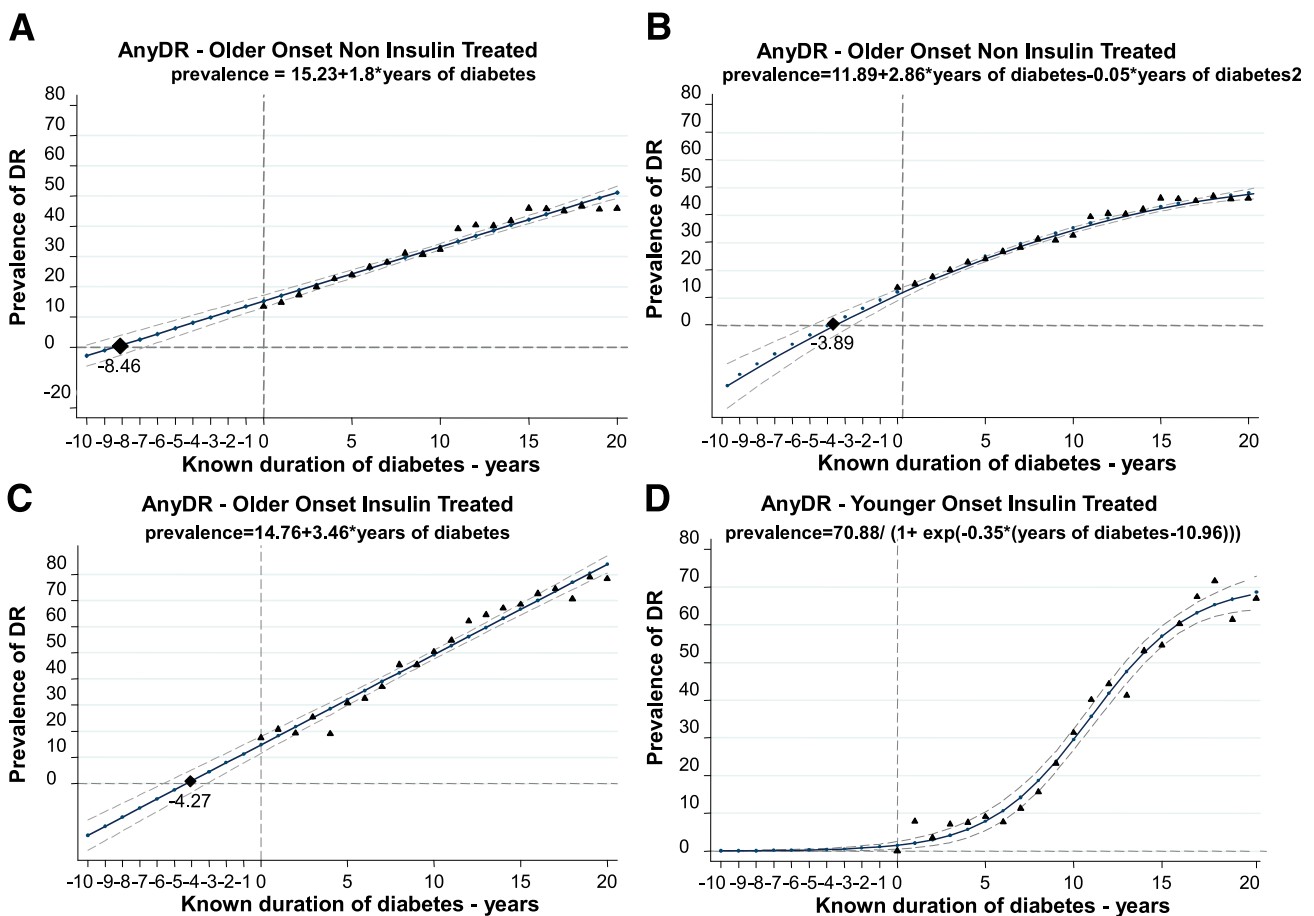 A
AnyDR - Older Onset Non Insulin Treated
prevalence = 15.23+1.8*years of diabetes
Prevalence of DR
80
70
60
50
40
30
20
10
0
-20
-8.46
-10 -9 -8 -7 -6 -5 -4 -3 -2 -1 0 5 10 15 20
Known duration of diabetes - years
B
AnyDR - Older Onset Non Insulin Treated
prevalence=11.89+2.86*years of diabetes-0.05*years of diabetes2
Prevalence of DR
80
70
60
50
40
30
20
10
0
-3.89
-10 -9 -8 -7 -6 -5 -4 -3 -2 -1 0 5 10 15 20
Known duration of diabetes - years
C
AnyDR - Older Onset Insulin Treated
prevalence=14.76+3.46*years of diabetes
Prevalence of DR
80
70
60
50
40
30
20
10
0
-4.27
-10 -9 -8 -7 -6 -5 -4 -3 -2 -1 0 5 10 15 20
Known duration of diabetes - years
D
AnyDR - Younger Onset Insulin Treated
prevalence=70.88/ (1+ exp(-0.35*(years of diabetes-10.96)))
Prevalence of DR
80
70
60
50
40
30
20
10
0
-10 -9 -8 -7 -6 -5 -4 -3 -2 -1 0 5 10 15 20
Known duration of diabetes - years